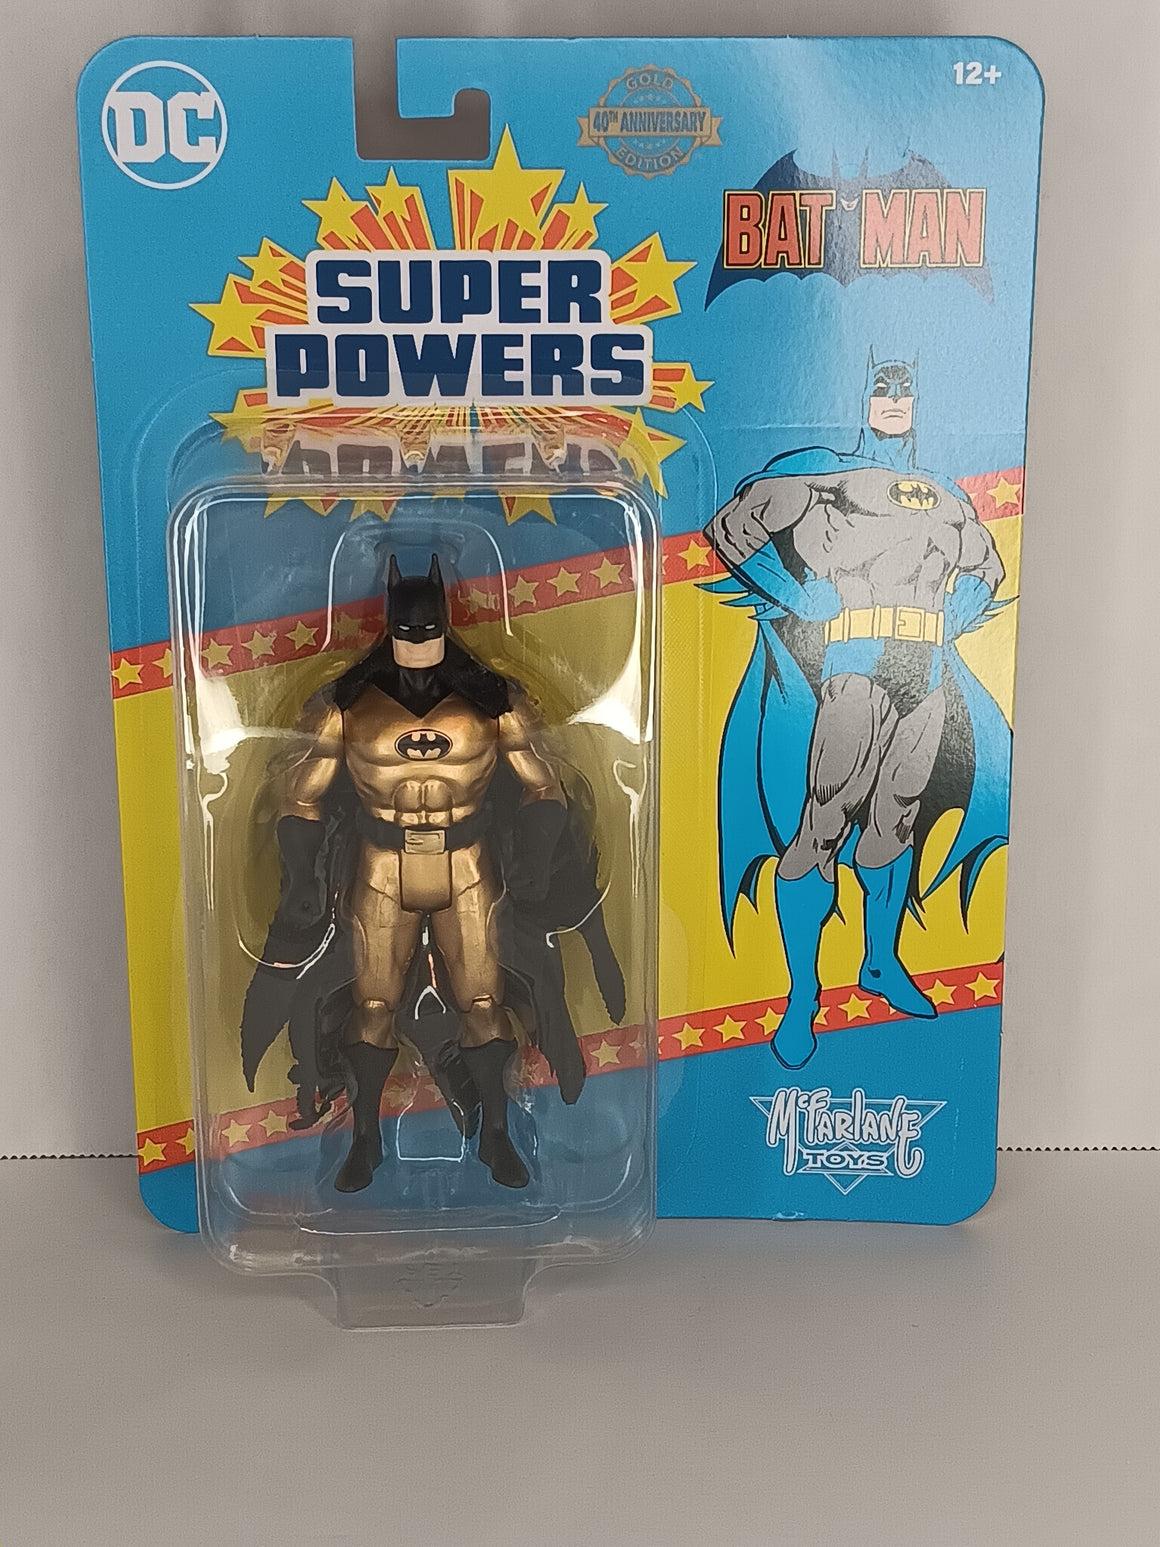 DC
GOLD
40TH ANNIVERSARY
EDITION
12+
BATMAN
SUPER
POWERS
McFARLANE
TOYS